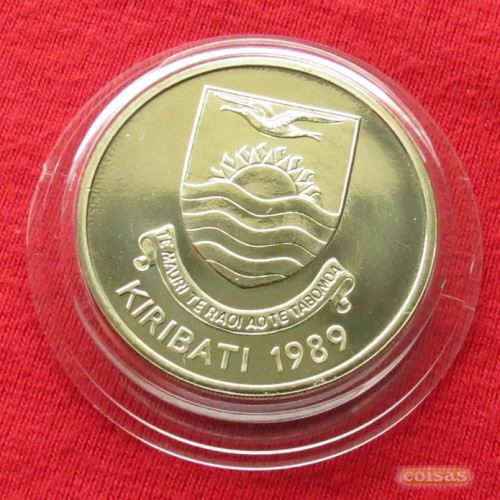 TE MAURI TE RAOI AO TE TABOMOA
KIRIBATI 1989
coisas